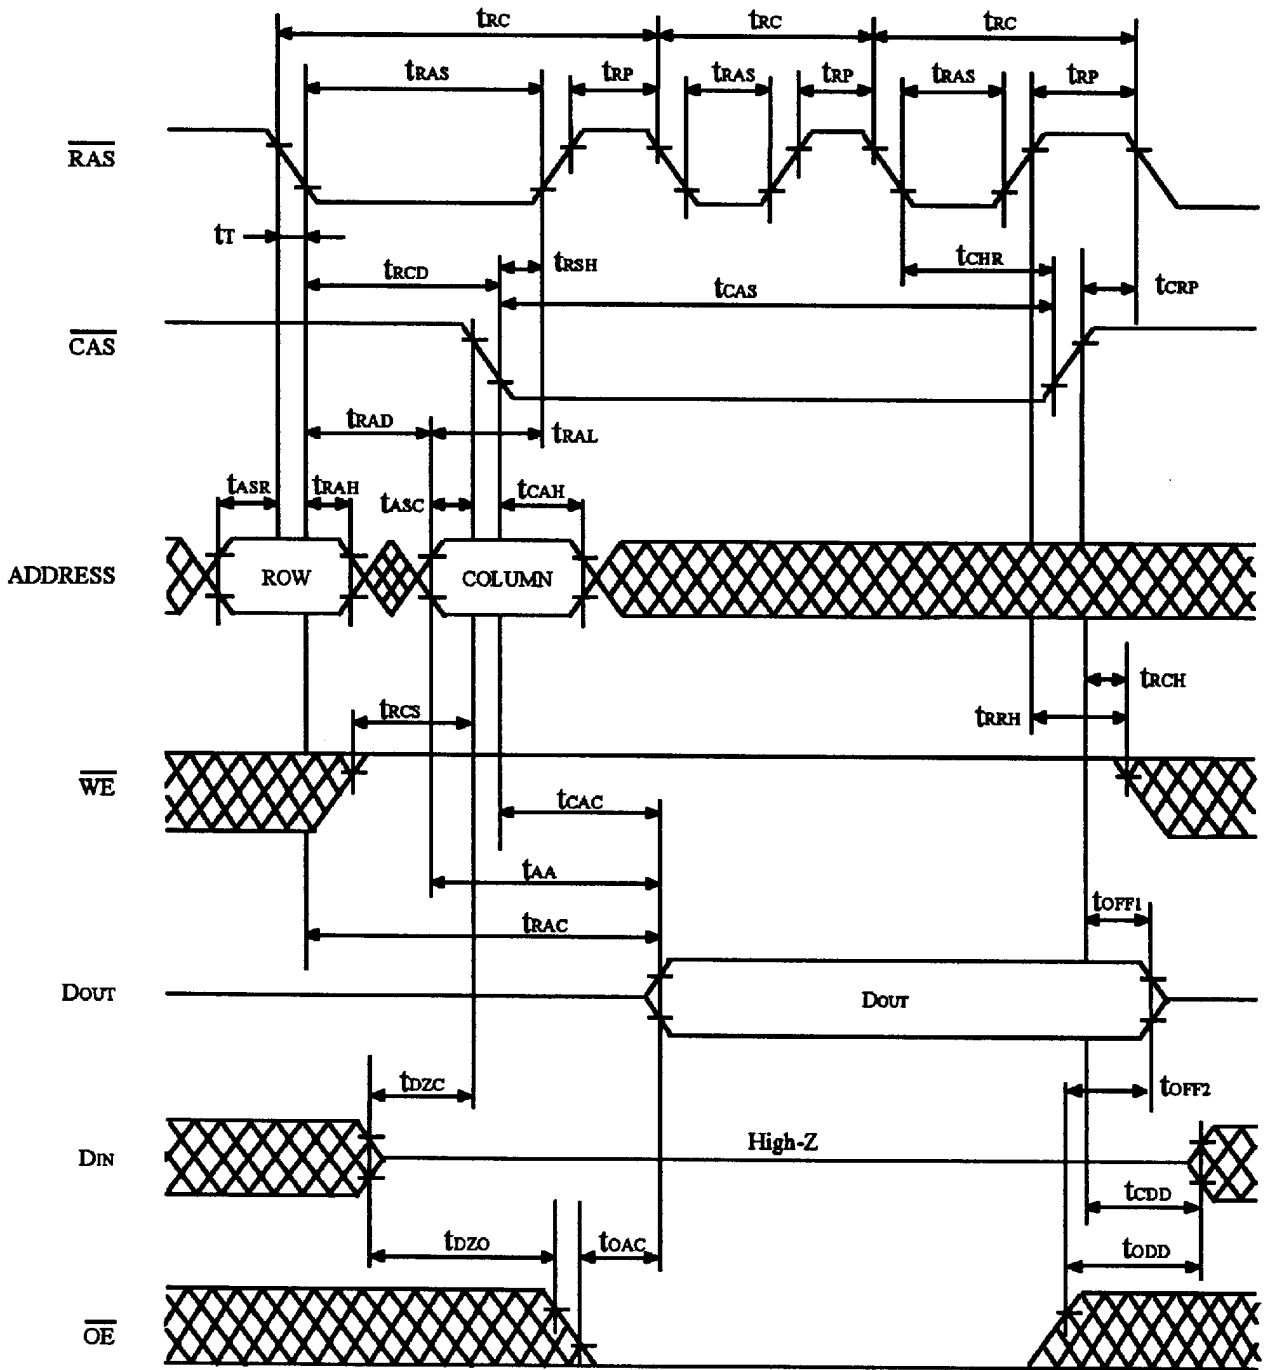 tRC tRC tRC
tRAS tRP tRAS tRP tRAS tRP
RAS
tT
tRCD tRSH tCHR
tCAS tCRP
CAS
tRAD tRAL
tASR tRAH tASC tCAH
ADDRESS ROW COLUMN
tRCH
tRCS tRRH
WE
tCAC
tAA
tRAC tOFF1
DOUT DOUT
tDZC tOFF2
DIN High-Z
tCDD
tDZO tOAC tODD
OE